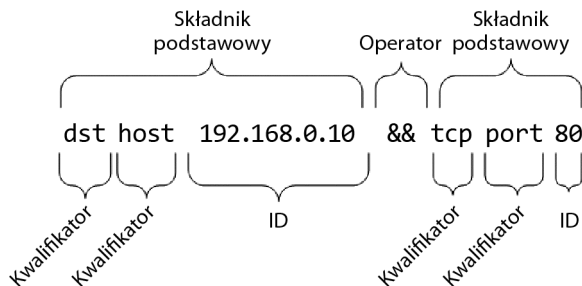 Składnik
podstawowy
Operator
Składnik
podstawowy
dst host 192.168.0.10 && tcp port 80
Kwalifikator
Kwalifikator
ID
Kwalifikator
Kwalifikator
ID